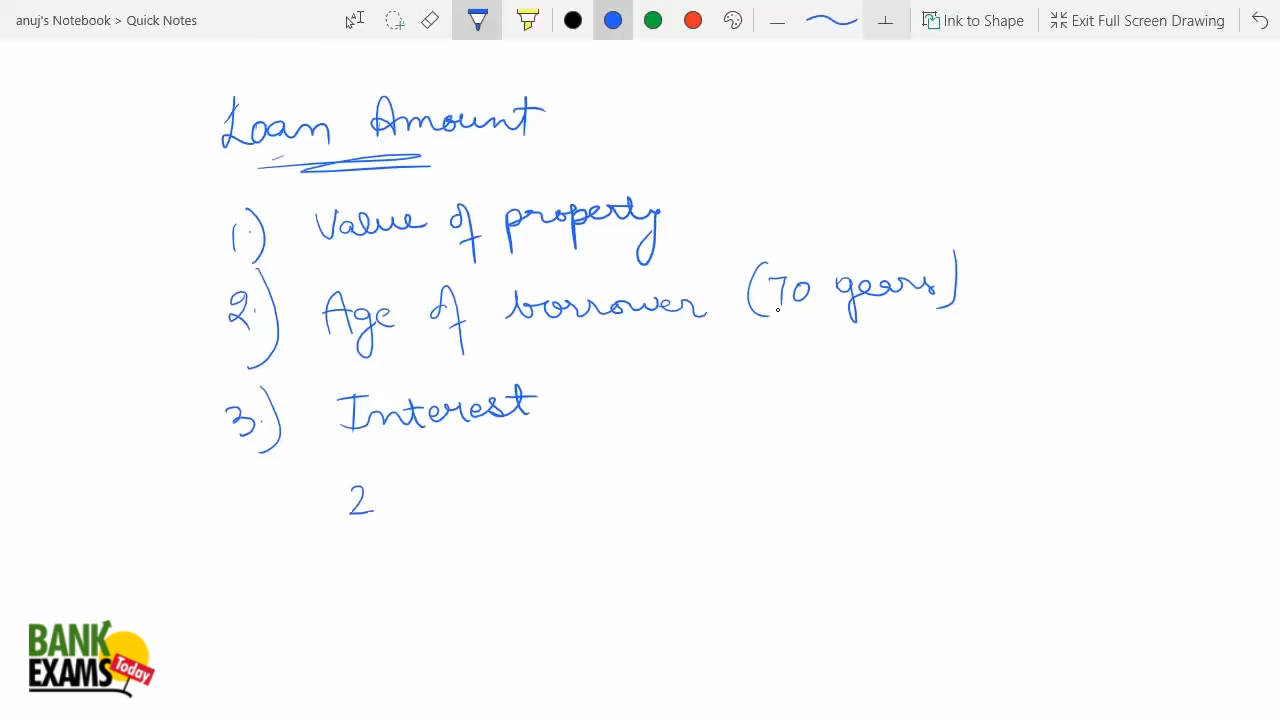 anuj's Notebook > Quick Notes
Ink to Shape
Exit Full Screen Drawing
Loan Amount
1.) Value of property
2.) Age of borrower (70 years)
3.) Interest
2
BANK
EXAMS
Today